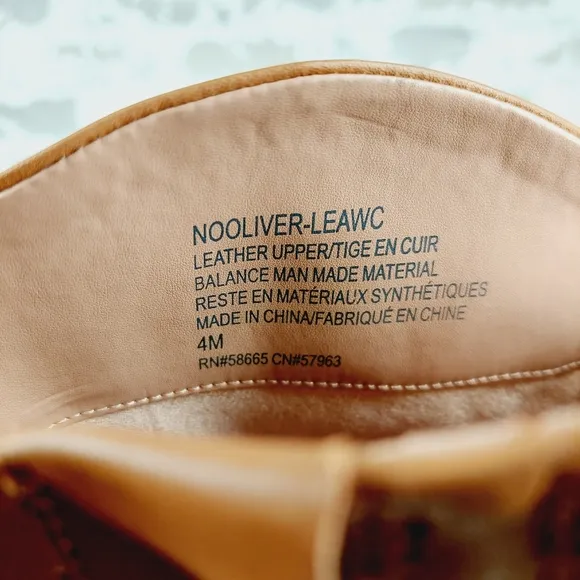 NOOLIVER-LEAWC
LEATHER UPPER/TIGE EN CUIR
BALANCE MAN MADE MATERIAL
RESTE EN MATÉRIAUX SYNTHÉTIQUES
MADE IN CHINA/FABRIQUÉ EN CHINE
4M
RN#58665 CN#57963